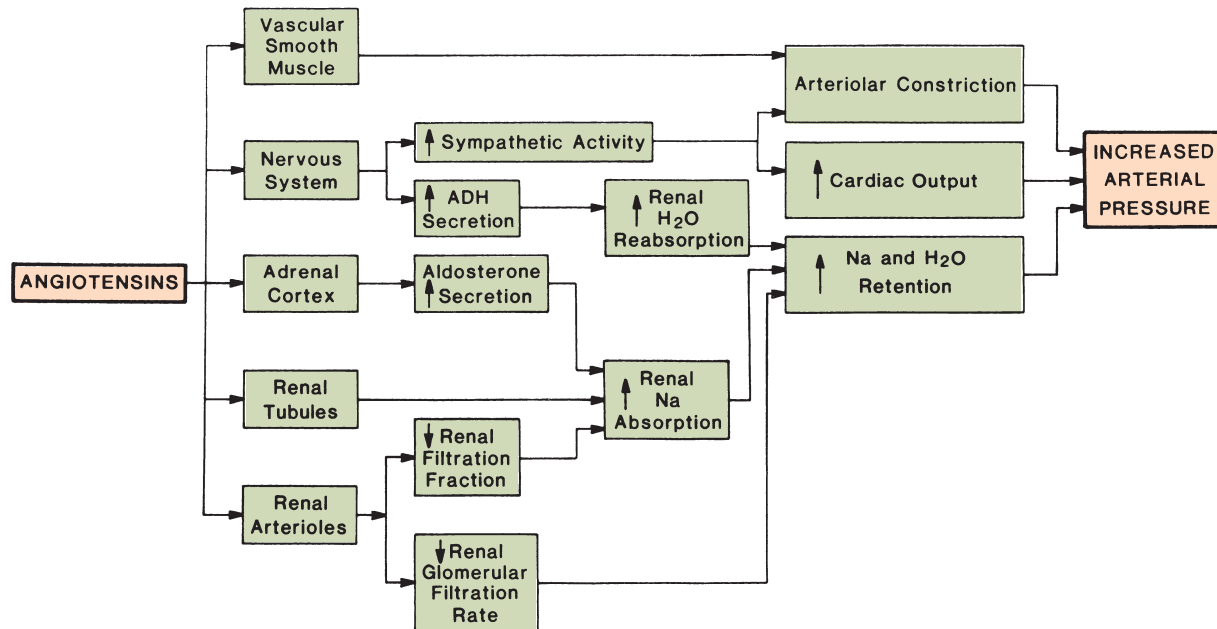 Vascular
Smooth
Muscle
Arteriolar Constriction
↑ Sympathetic Activity
Nervous
System
↑ Cardiac Output
INCREASED
ARTERIAL
PRESSURE
↑ ADH
Secretion
↑ Renal
H₂O
Reabsorption
ANGIOTENSINS
Adrenal
Cortex
Aldosterone
↑ Secretion
↑ Na and H₂O
Retention
Renal
Tubules
↑ Renal
Na
Absorption
↓ Renal
Filtration
Fraction
Renal
Arterioles
↓ Renal
Glomerular
Filtration
Rate